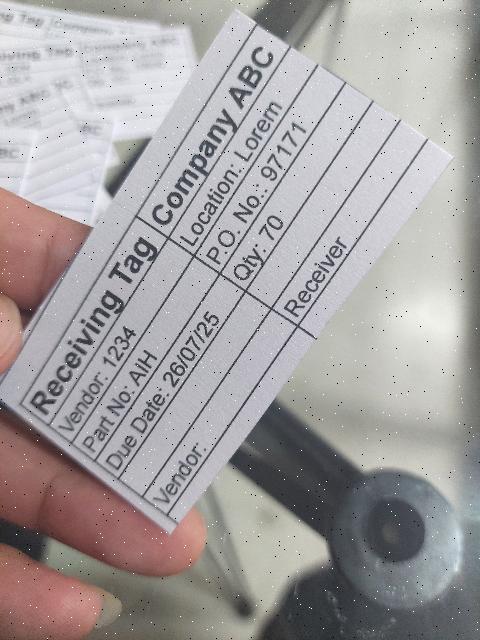 Receiving Tag Company ABC
Vendor: 1234 Location: Lorem
Part No: AIH P.O. No.: 97171
Due Date: 26/07/25 Qty: 70
Vendor: Receiver